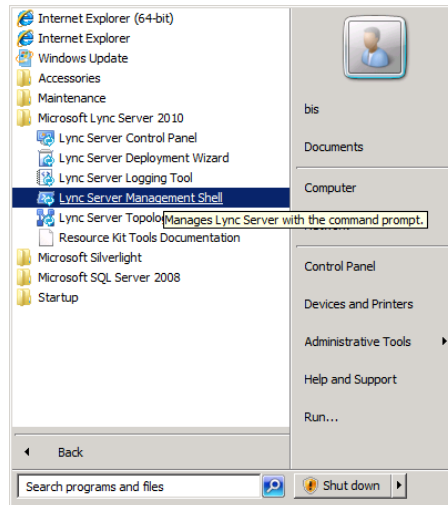 Internet Explorer (64-bit)
Internet Explorer
Windows Update
Accessories
Maintenance
Microsoft Lync Server 2010
Lync Server Control Panel
Lync Server Deployment Wizard
Lync Server Logging Tool
Lync Server Management Shell
Lync Server Topolo
Manages Lync Server with the command prompt.
Resource Kit Tools Documentation
Microsoft Silverlight
Microsoft SQL Server 2008
Startup
Back
Search programs and files
bis
Documents
Computer
Control Panel
Devices and Printers
Administrative Tools
Help and Support
Run...
Shut down